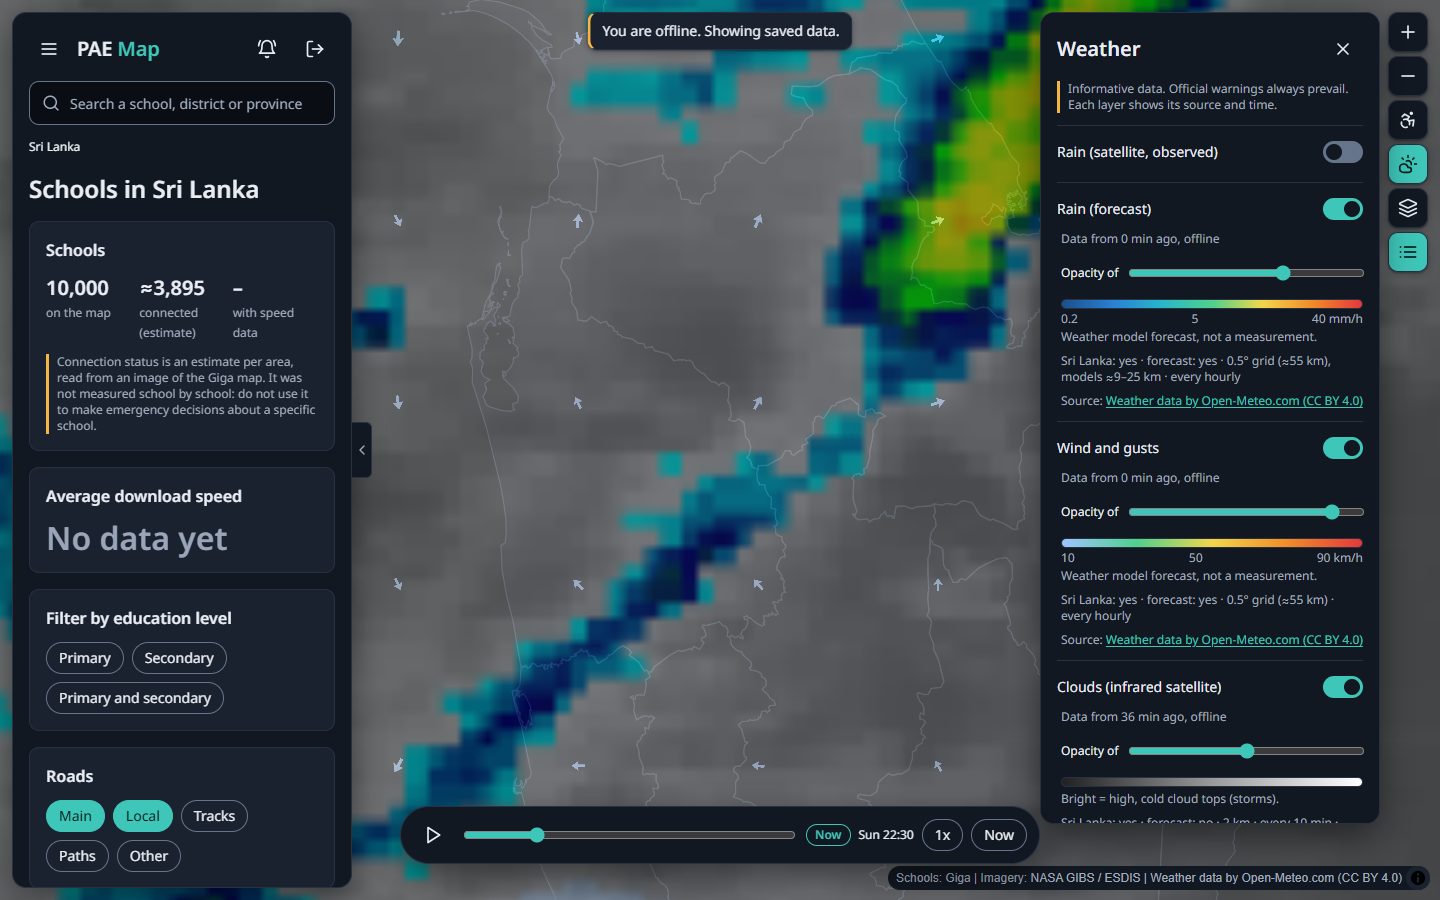 You are offline. Showing saved data.
PAE Map
Search a school, district or province
Sri Lanka
Schools in Sri Lanka
Schools
10,000
on the map
≈3,895
connected
(estimate)
–
with speed
data
Connection status is an estimate per area,
read from an image of the Giga map. It was
not measured school by school: do not use it
to make emergency decisions about a specific
school.
Average download speed
No data yet
Filter by education level
Primary
Secondary
Primary and secondary
Roads
Main
Local
Tracks
Paths
Other
Now
Sun 22:30
1x
Now
Weather
Informative data. Official warnings always prevail.
Each layer shows its source and time.
Rain (satellite, observed)
Rain (forecast)
Data from 0 min ago, offline
Opacity of
0.2 5 40 mm/h
Weather model forecast, not a measurement.
Sri Lanka: yes · forecast: yes · 0.5° grid (≈55 km),
models ≈9–25 km · every hourly
Source: Weather data by Open-Meteo.com (CC BY 4.0)
Wind and gusts
Data from 0 min ago, offline
Opacity of
10 50 90 km/h
Weather model forecast, not a measurement.
Sri Lanka: yes · forecast: yes · 0.5° grid (≈55 km) ·
every hourly
Source: Weather data by Open-Meteo.com (CC BY 4.0)
Clouds (infrared satellite)
Data from 36 min ago, offline
Opacity of
Bright = high, cold cloud tops (storms).
Sri Lanka: yes · forecast: no · 2 km · every 10 min ·
Schools: Giga | Imagery: NASA GIBS / ESDIS | Weather data by Open-Meteo.com (CC BY 4.0)